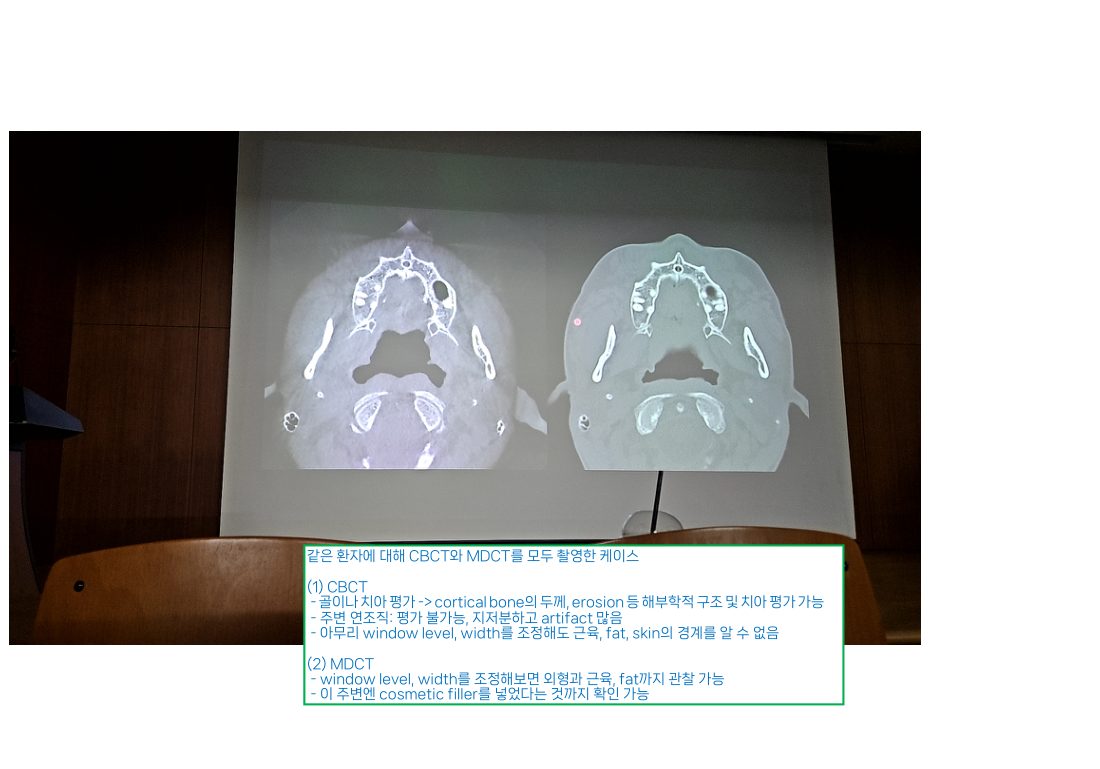 같은 환자에 대해 CBCT와 MDCT를 모두 촬영한 케이스
(1) CBCT
- 골이나 치아 평가 -> cortical bone의 두께, erosion 등 해부학적 구조 및 치아 평가 가능
- 주변 연조직: 평가 불가능, 지저분하고 artifact 많음
- 아무리 window level, width를 조정해도 근육, fat, skin의 경계를 알 수 없음
(2) MDCT
- window level, width를 조정해보면 외형과 근육, fat까지 관찰 가능
- 이 주변엔 cosmetic filler를 넣었다는 것까지 확인 가능